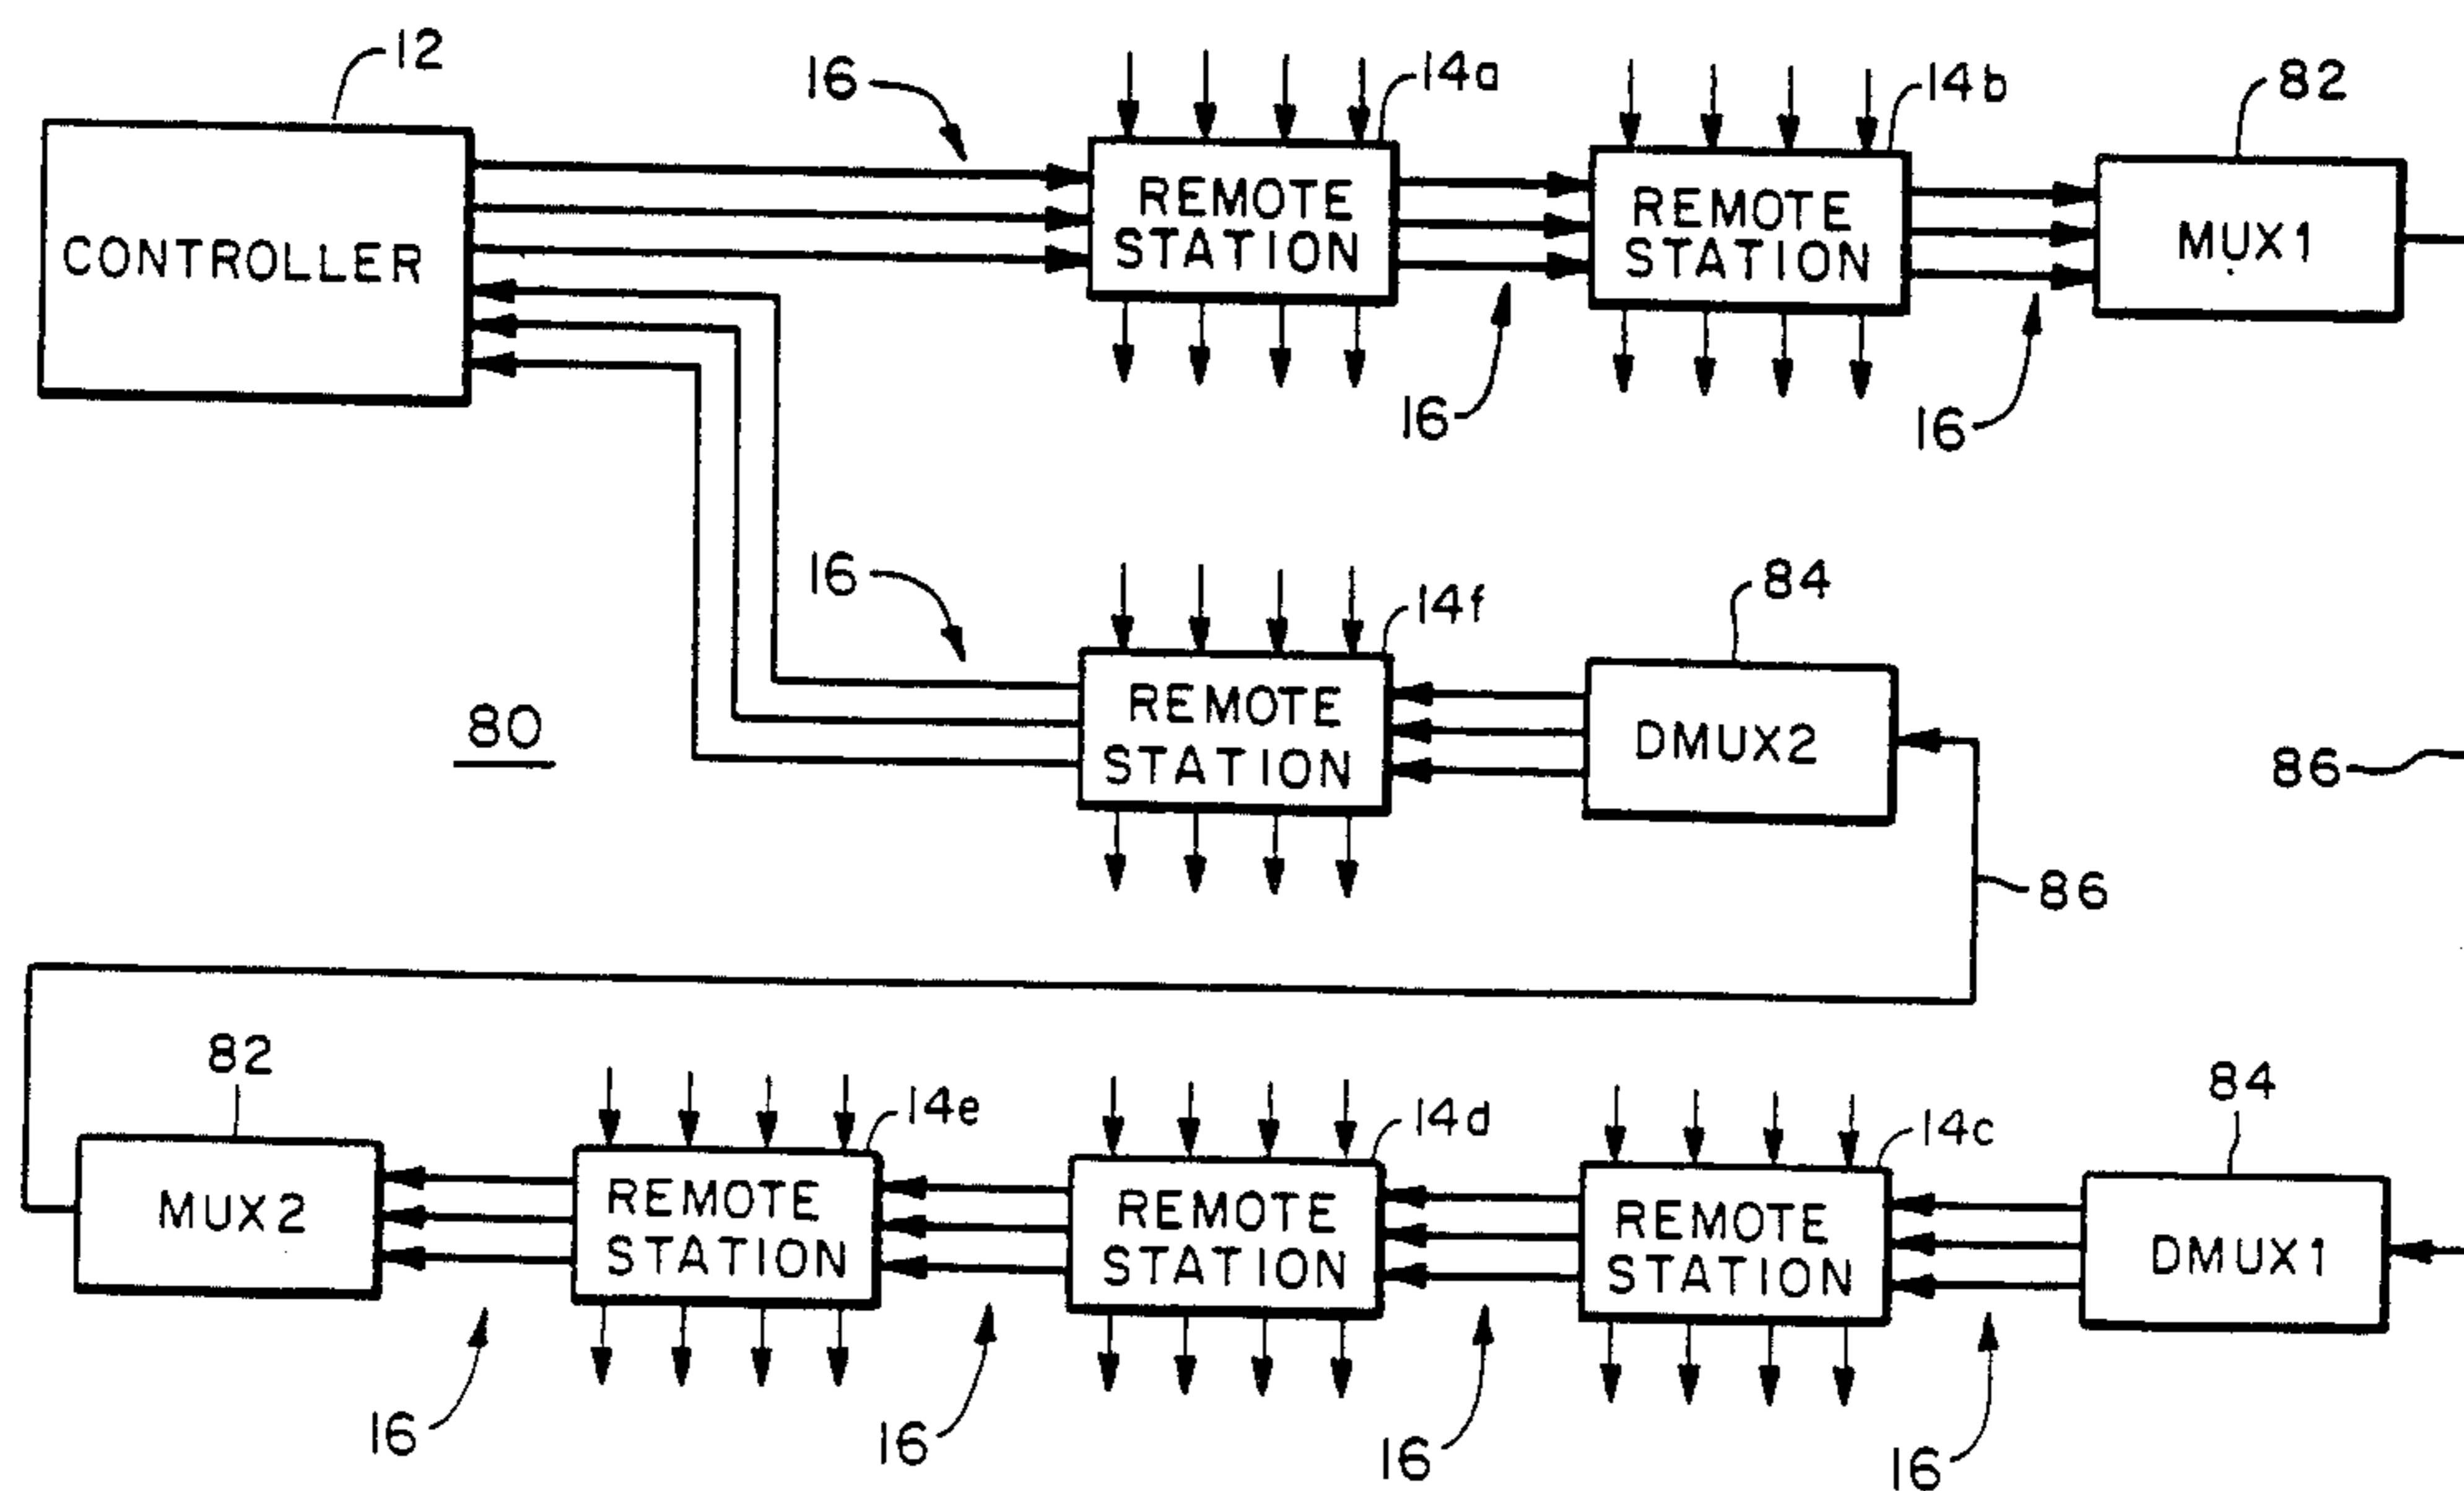 12
16
14a
14b
82
CONTROLLER
REMOTE
STATION
REMOTE
STATION
MUX1
16
16
16
14f
84
REMOTE
STATION
DMUX2
80
86
86
82
14e
14d
14c
84
MUX2
REMOTE
STATION
REMOTE
STATION
REMOTE
STATION
DMUX1
16
16
16
16